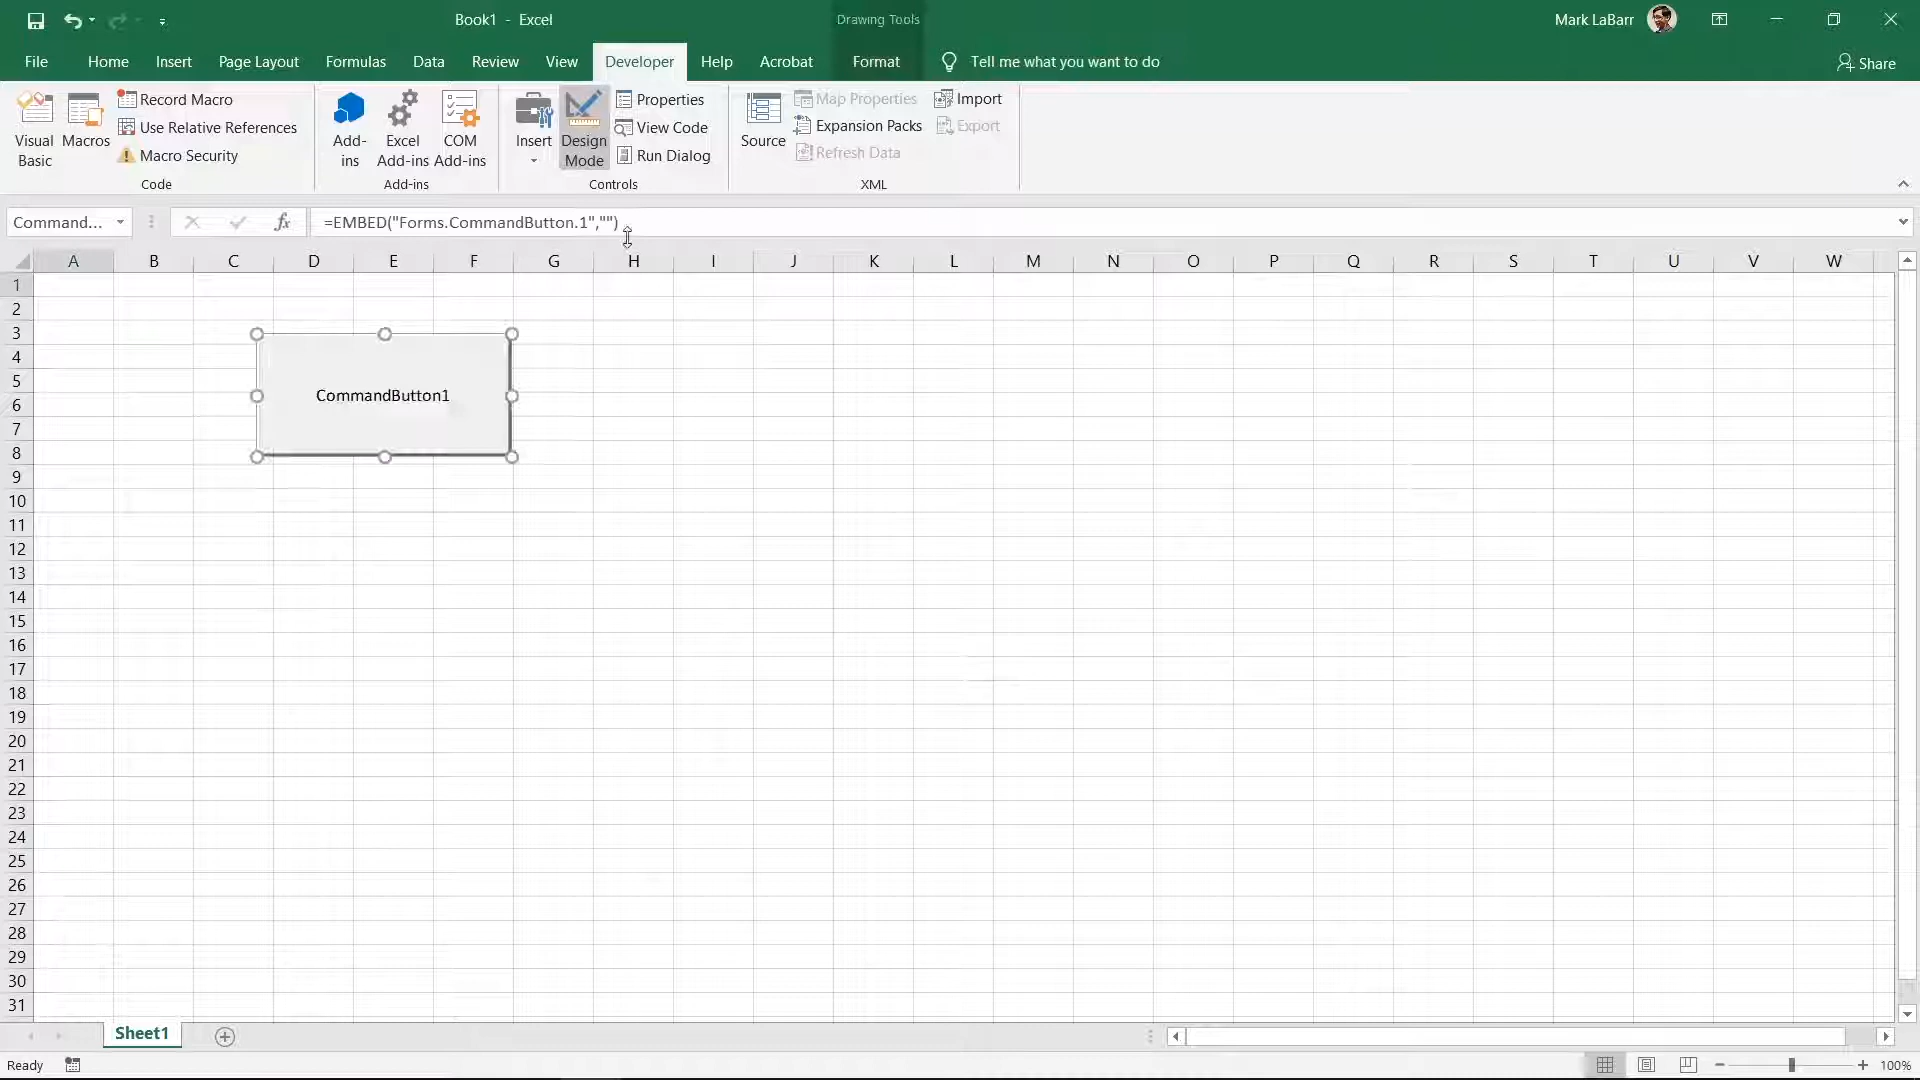 Book1 - Excel
Drawing Tools
Mark LaBarr
File Home Insert Page Layout Formulas Data Review View Developer Help Acrobat Format Tell me what you want to do Share
Visual Basic
Macros
Record Macro
Use Relative References
Macro Security
Code
Add-ins
Excel Add-ins
COM Add-ins
Add-ins
Insert
Design Mode
Properties
View Code
Run Dialog
Controls
Source
Map Properties
Expansion Packs
Refresh Data
Import
Export
XML
Command... fx =EMBED("Forms.CommandButton.1","")
A B C D E F G H I J K L M N O P Q R S T U V W
1
2
3
4
5
6
7
8
9
10
11
12
13
14
15
16
17
18
19
20
21
22
23
24
25
26
27
28
29
30
31
CommandButton1
Sheet1
Ready
100%